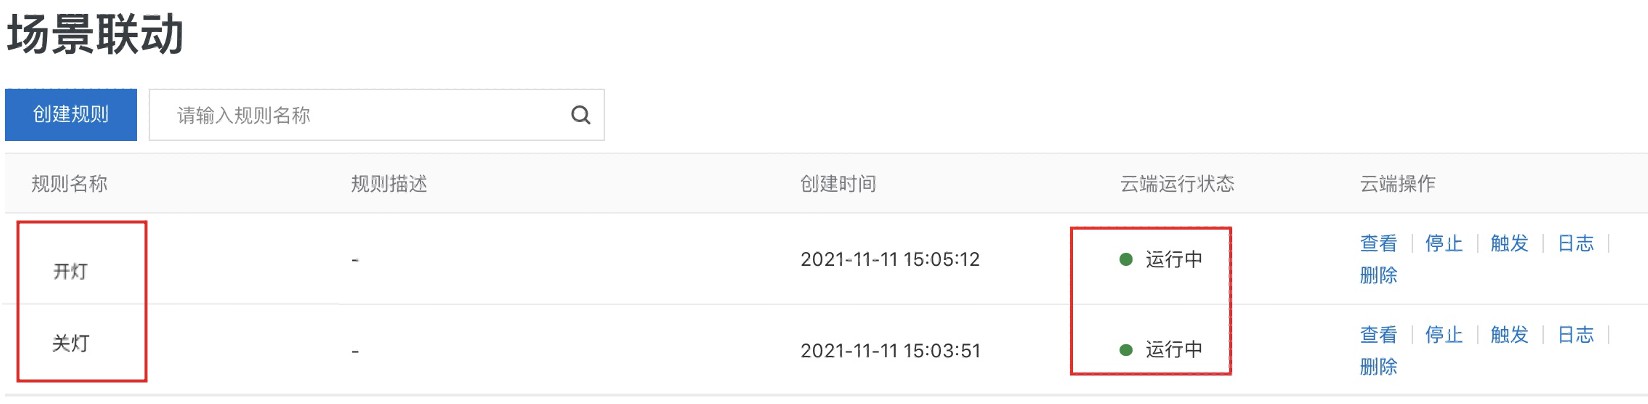 场景联动
创建规则 请输入规则名称
规则名称 规则描述 创建时间 云端运行状态 云端操作
开灯 - 2021-11-11 15:05:12 运行中 查看 | 停止 | 触发 | 日志 |
删除
关灯 - 2021-11-11 15:03:51 运行中 查看 | 停止 | 触发 | 日志 |
删除